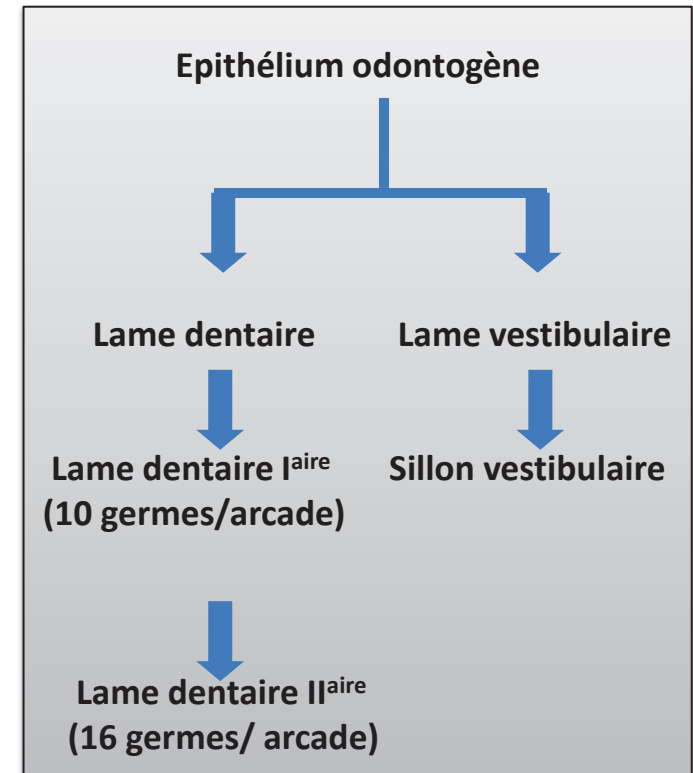 Epithélium odontogène
Lame dentaire
Lame vestibulaire
Lame dentaire Iaire
(10 germes/arcade)
Sillon vestibulaire
Lame dentaire IIaire
(16 germes/ arcade)